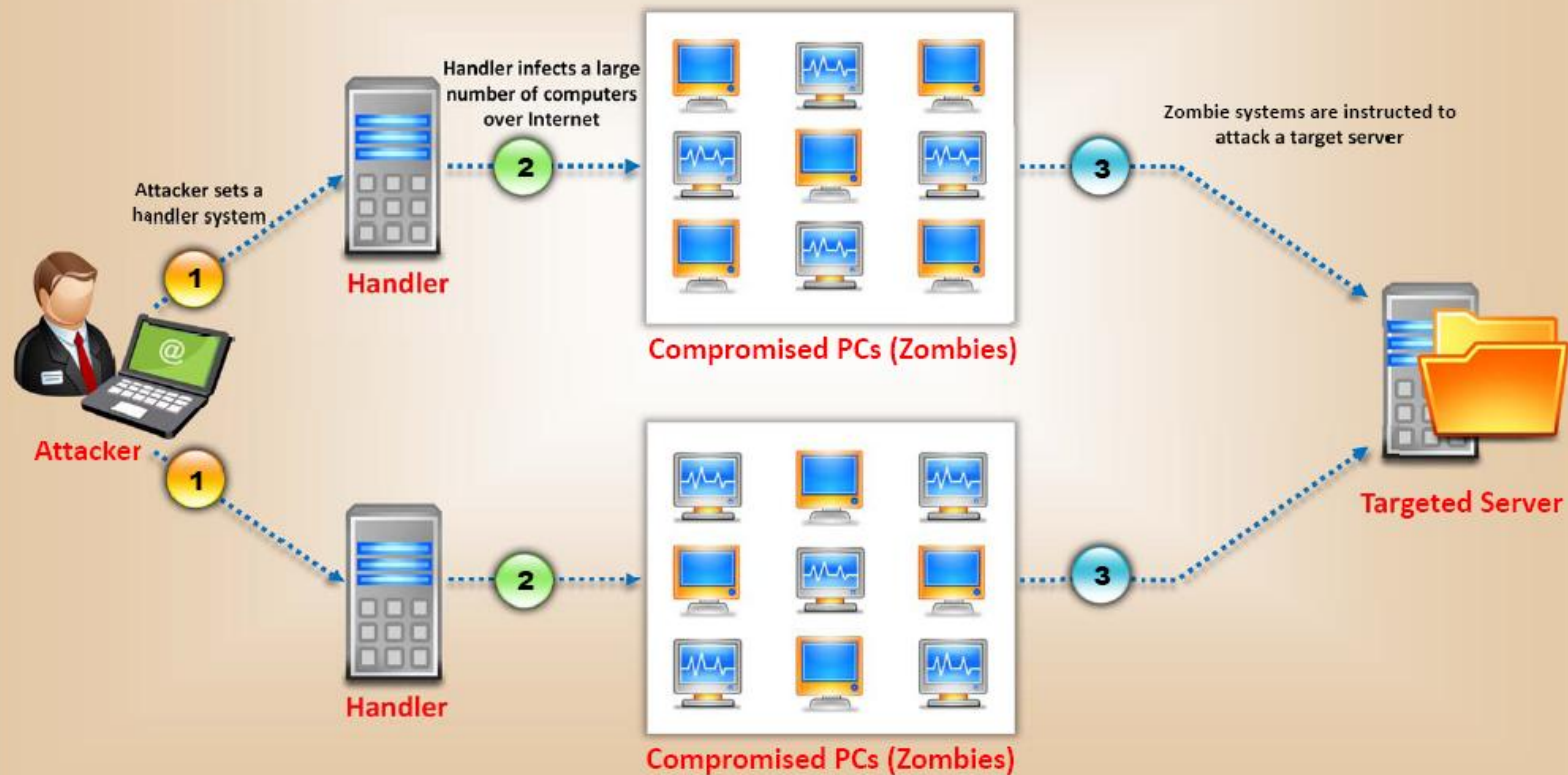 Handler infects a large
number of computers
over Internet
Zombie systems are instructed to
attack a target server
Attacker sets a
handler system
1
2
3
Handler
Compromised PCs (Zombies)
@
Attacker
1
Targeted Server
2
3
Handler
Compromised PCs (Zombies)